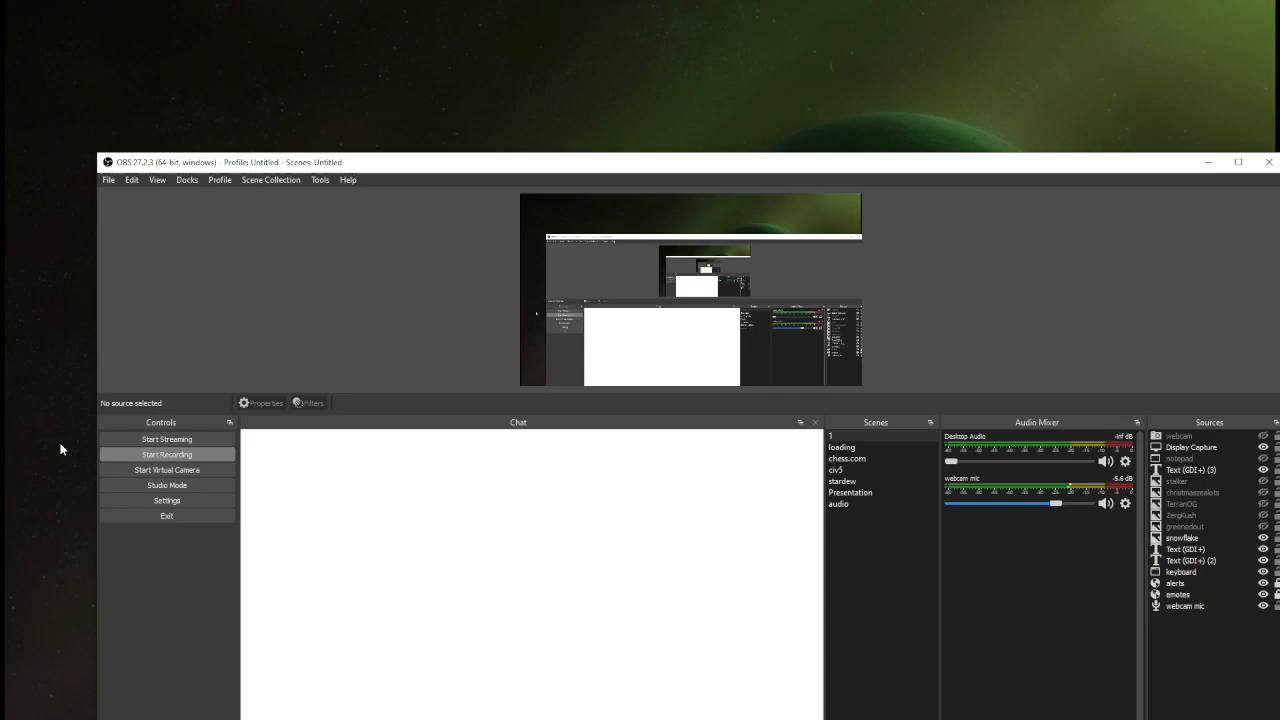 OBS 27.2.3 (64-bit, windows) - Profile: Untitled - Scenes: Untitled
File Edit View Docks Profile Scene Collection Tools Help
No source selected Properties Filters
Controls
Start Streaming
Start Recording
Start Virtual Camera
Studio Mode
Settings
Exit
Chat
Scenes
1
loading
chess.com
civ5
stardew
Presentation
audio
Audio Mixer
Desktop Audio -inf dB
webcam mic -5.6 dB
Sources
webcam
Display Capture
notepad
Text (GDI+) (3)
stalker
christmaszealots
TerranOG
ZergKush
greenedout
snowflake
Text (GDI+)
Text (GDI+) (2)
keyboard
alerts
emotes
webcam mic